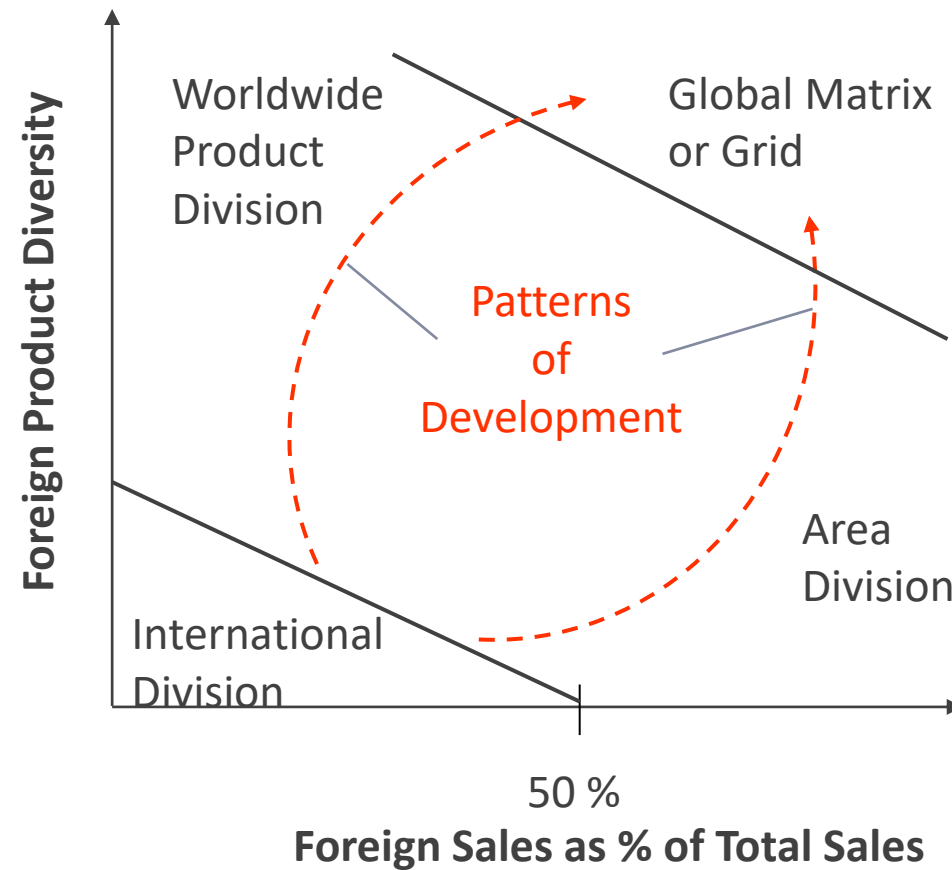 Foreign Product Diversity
Worldwide
Product
Division
Global Matrix
or Grid
Patterns
of
Development
Area
Division
International
Division
50 %
Foreign Sales as % of Total Sales